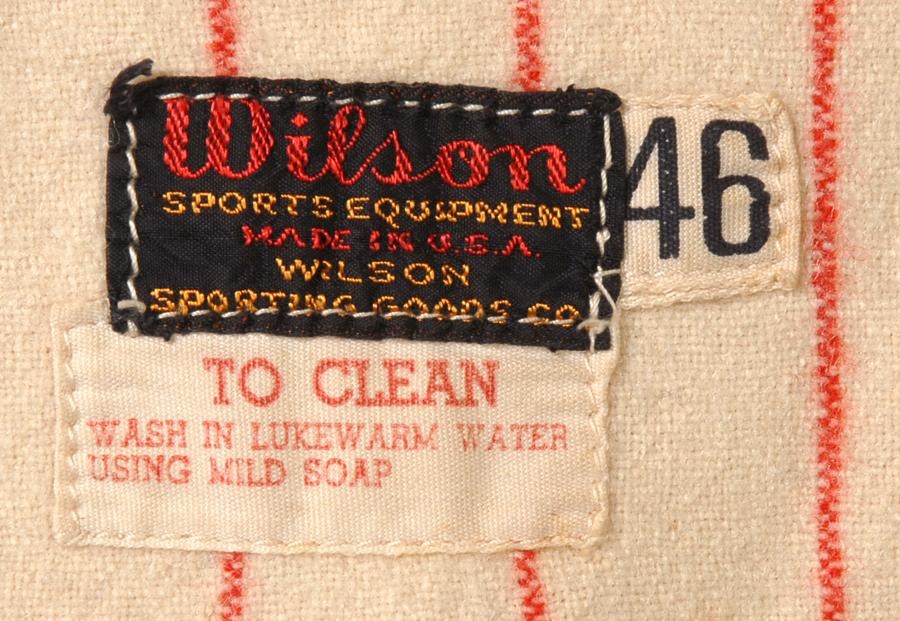 Wilson
SPORTS EQUIPMENT
MADE IN U.S.A.
WILSON
SPORTING GOODS CO
46
TO CLEAN
WASH IN LUKEWARM WATER
USING MILD SOAP